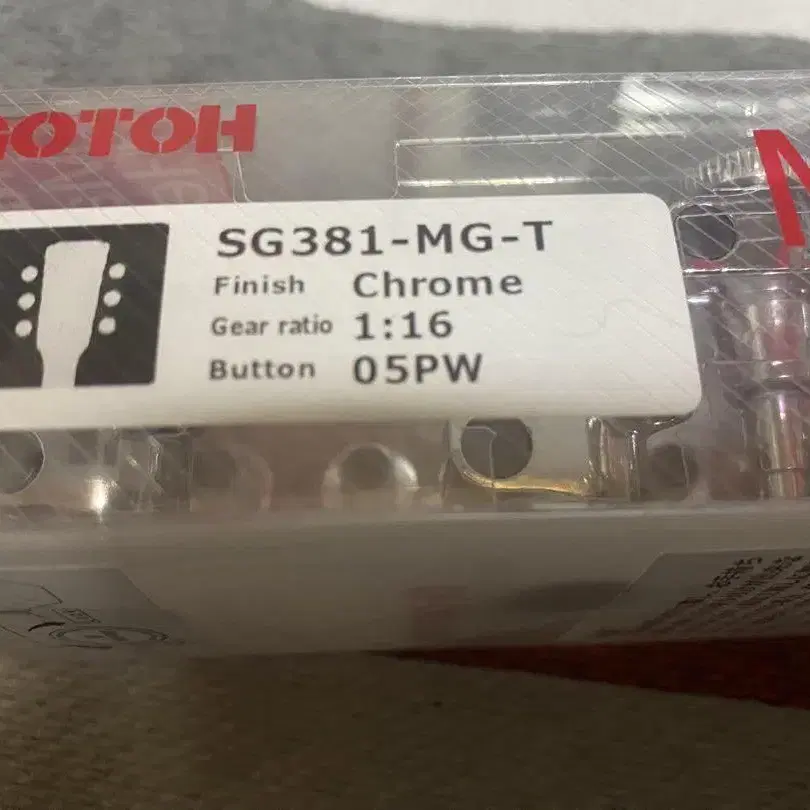 GOTOH
SG381-MG-T
Finish Chrome
Gear ratio 1:16
Button 05PW